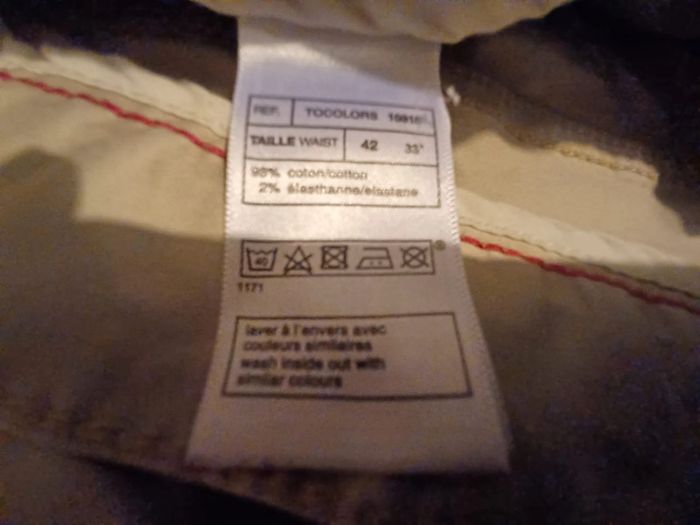 REF. TOCOLORS
TAILLE WAIST 42 33"
98% coton/cotton
2% élasthanne/elastane
40
1171
laver à l'envers avec
couleurs similaires
wash inside out with
similar colours